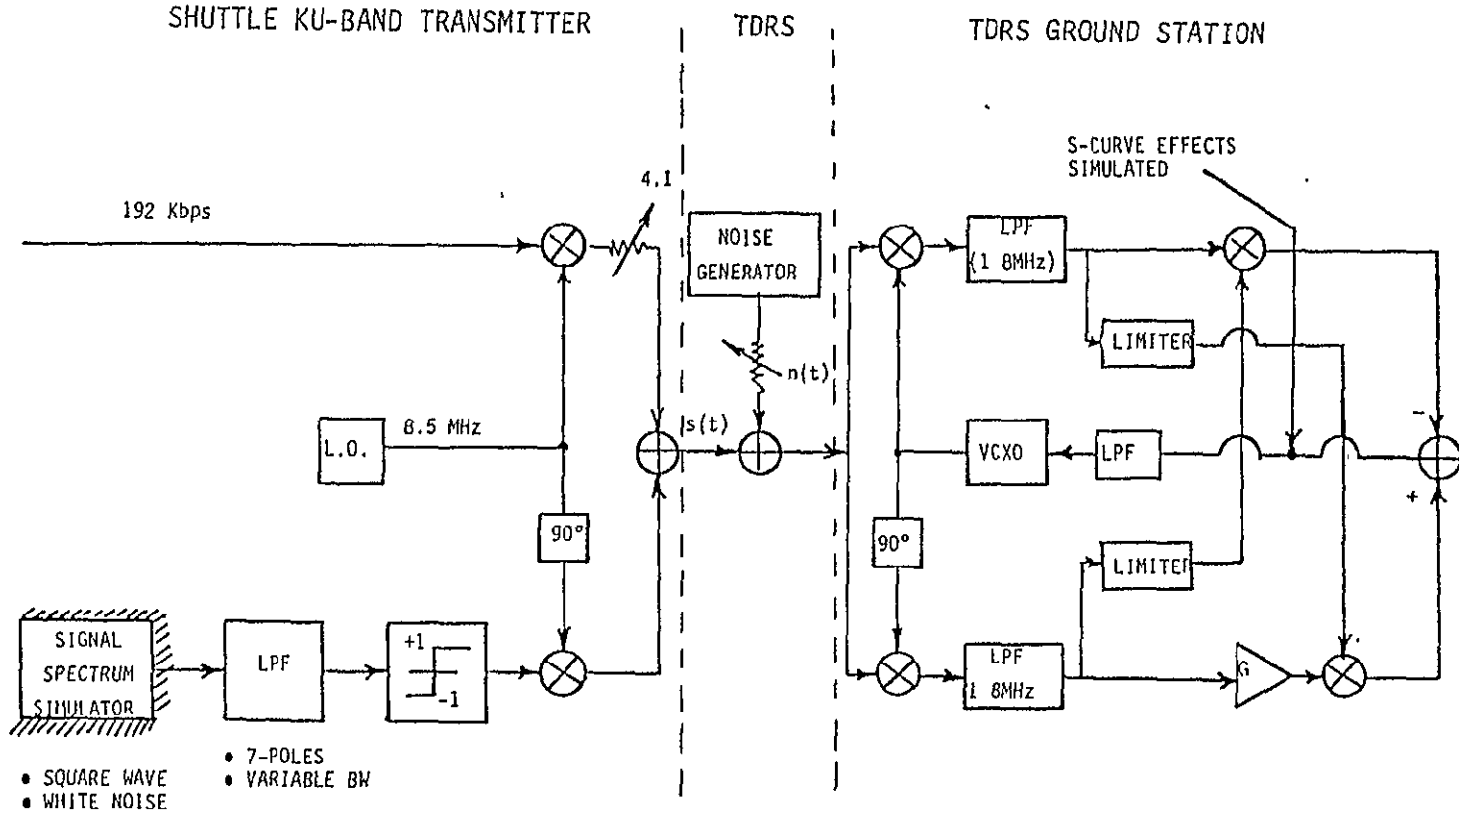 SHUTTLE KU-BAND TRANSMITTER
TDRS
TDRS GROUND STATION
S-CURVE EFFECTS
SIMULATED
192 Kbps
4.1
NOISE
GENERATOR
LPF
(1 8MHz)
LIMITER
n(t)
L.O.
8.5 MHz
s(t)
VCXO
LPF
-
+
90°
90°
LIMITER
SIGNAL
SPECTRUM
SIMULATOR
LPF
+1
-1
LPF
1 8MHz
G
• 7-POLES
• VARIABLE BW
• SQUARE WAVE
• WHITE NOISE